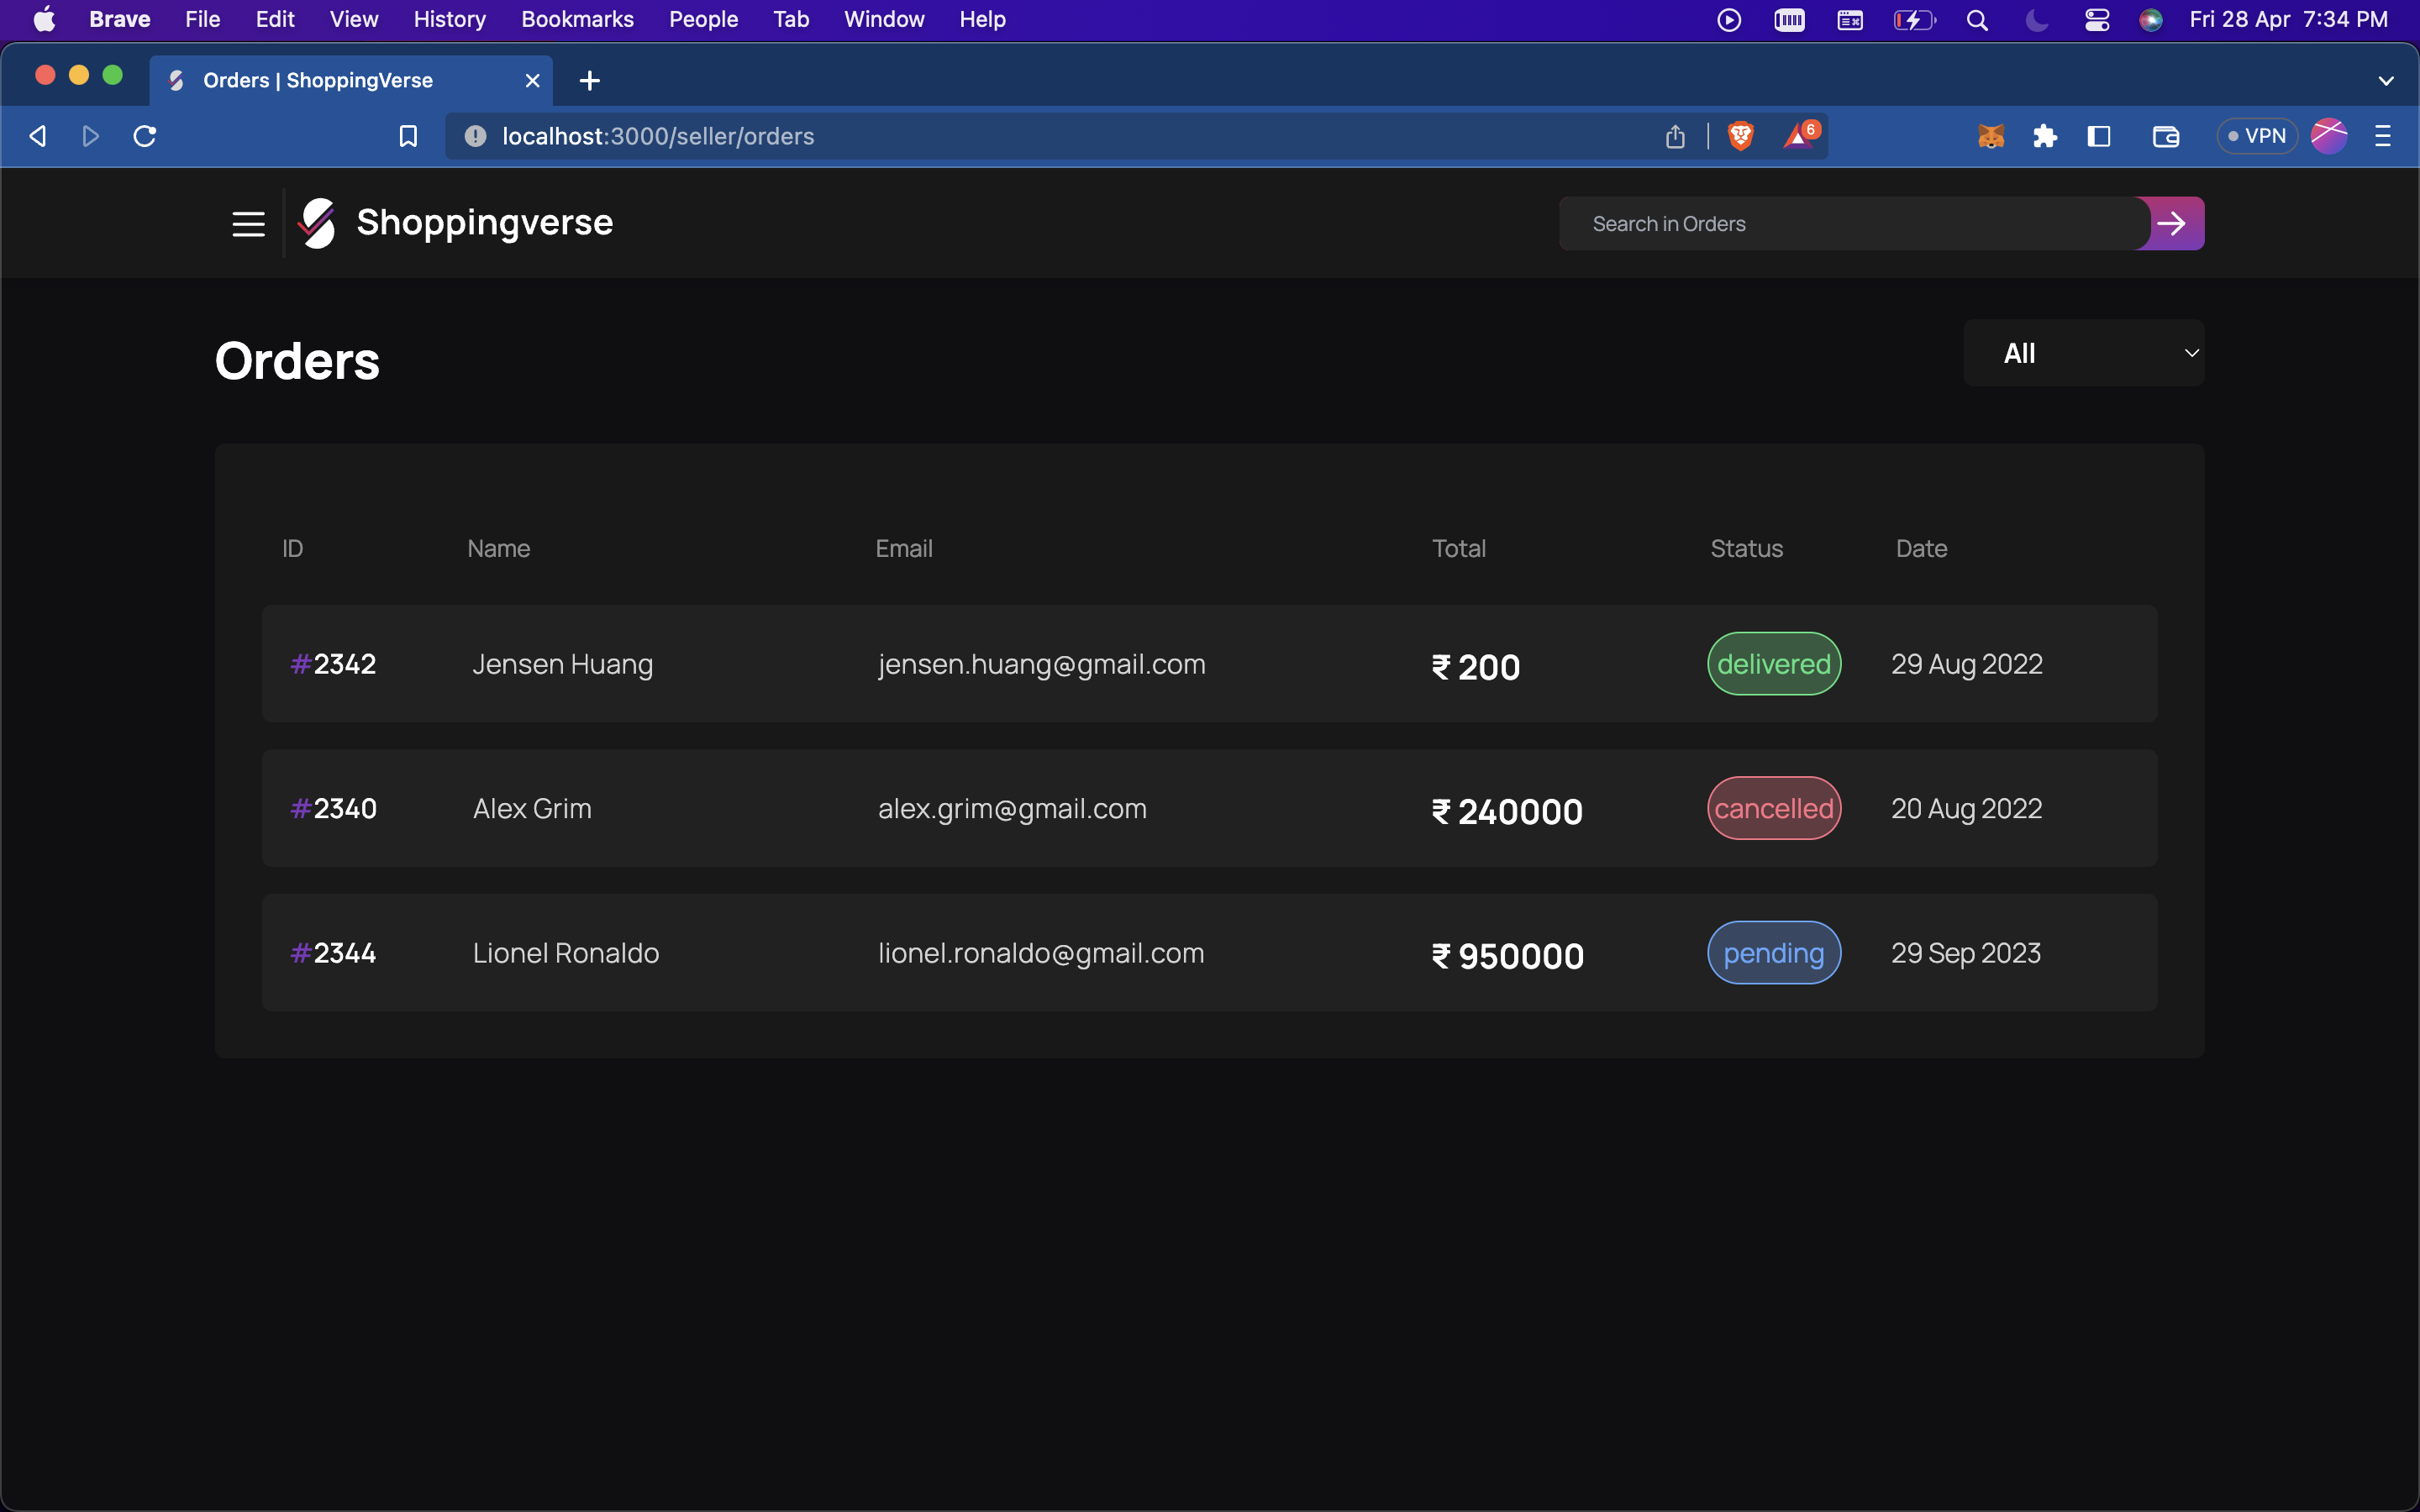 Brave File Edit View History Bookmarks People Tab Window Help Fri 28 Apr 7:34 PM
Orders | ShoppingVerse
localhost:3000/seller/orders 6 VPN
Shoppingverse Search in Orders
Orders All
ID Name Email Total Status Date
#2342 Jensen Huang jensen.huang@gmail.com ₹ 200 delivered 29 Aug 2022
#2340 Alex Grim alex.grim@gmail.com ₹ 240000 cancelled 20 Aug 2022
#2344 Lionel Ronaldo lionel.ronaldo@gmail.com ₹ 950000 pending 29 Sep 2023